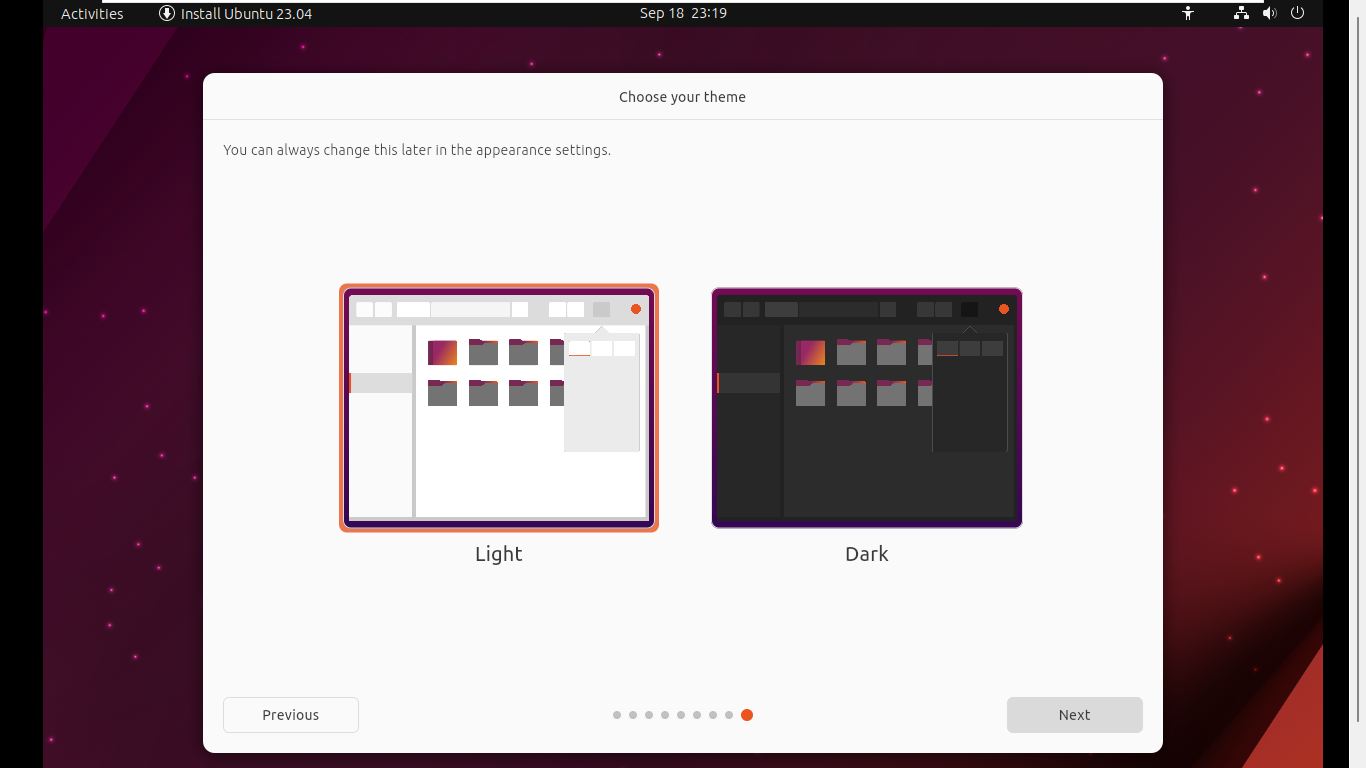 Activities
Install Ubuntu 23.04
Sep 18 23:19
Choose your theme
You can always change this later in the appearance settings.
Light
Dark
Previous
Next